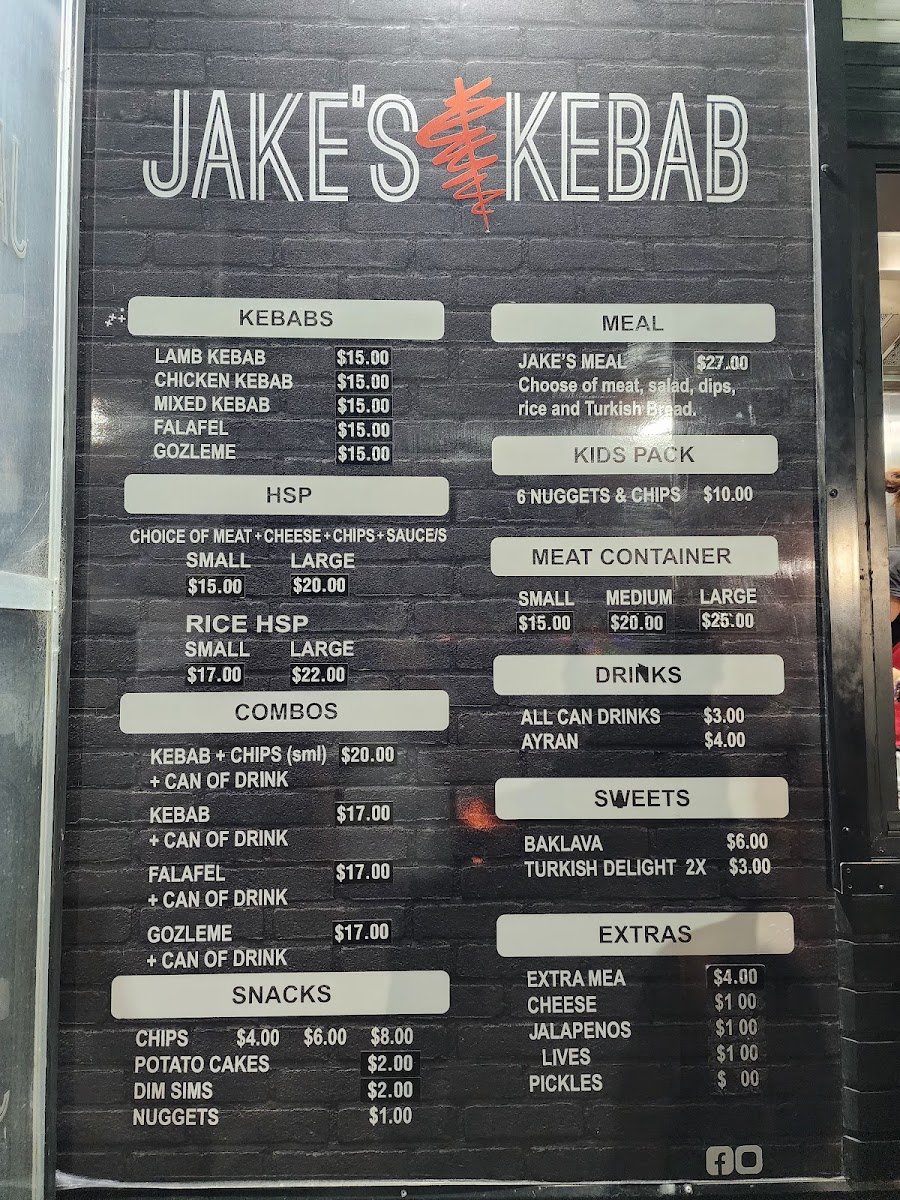 JAKE'S KEBAB
KEBABS
LAMB KEBAB $15.00
CHICKEN KEBAB $15.00
MIXED KEBAB $15.00
FALAFEL $15.00
GOZLEME $15.00
HSP
CHOICE OF MEAT + CHEESE + CHIPS + SAUCE/S
SMALL LARGE
$15.00 $20.00
RICE HSP
SMALL LARGE
$17.00 $22.00
COMBOS
KEBAB + CHIPS (sml) $20.00
+ CAN OF DRINK
KEBAB $17.00
+ CAN OF DRINK
FALAFEL $17.00
+ CAN OF DRINK
GOZLEME $17.00
+ CAN OF DRINK
SNACKS
CHIPS $4.00 $6.00 $8.00
POTATO CAKES $2.00
DIM SIMS $2.00
NUGGETS $1.00
MEAL
JAKE'S MEAL $27.00
Choose of meat, salad, dips,
rice and Turkish Bread.
KIDS PACK
6 NUGGETS & CHIPS $10.00
MEAT CONTAINER
SMALL MEDIUM LARGE
$15.00 $20.00 $25.00
DRINKS
ALL CAN DRINKS $3.00
AYRAN $4.00
SWEETS
BAKLAVA $6.00
TURKISH DELIGHT 2X $3.00
EXTRAS
EXTRA MEA $4.00
CHEESE $1 00
JALAPENOS $1 00
LIVES $1 00
PICKLES $ 00